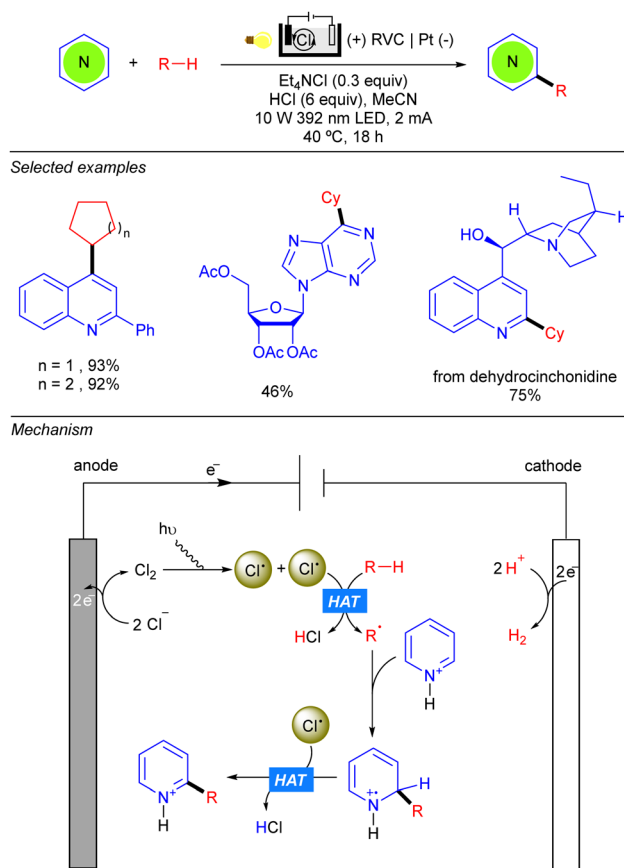 N + R–H
Cl
(+) RVC | Pt (-)
Et₄NCl (0.3 equiv)
HCl (6 equiv), MeCN
10 W 392 nm LED, 2 mA
40 ºC, 18 h
N
R
Selected examples
( )n
N
Ph
n = 1 , 93%
n = 2 , 92%
Cy
N
N
N
N
AcO
O
OAc
OAc
46%
H
H
HO
N
N
Cy
from dehydrocinchonidine
75%
Mechanism
anode
e⁻
cathode
hυ
Cl₂
Cl•
+
Cl•
R–H
2e⁻
2 Cl⁻
HAT
HCl
R•
N⁺
H
2 H⁺
2e⁻
H₂
Cl•
HAT
HCl
N⁺
H
R
H
N
+•
H
R